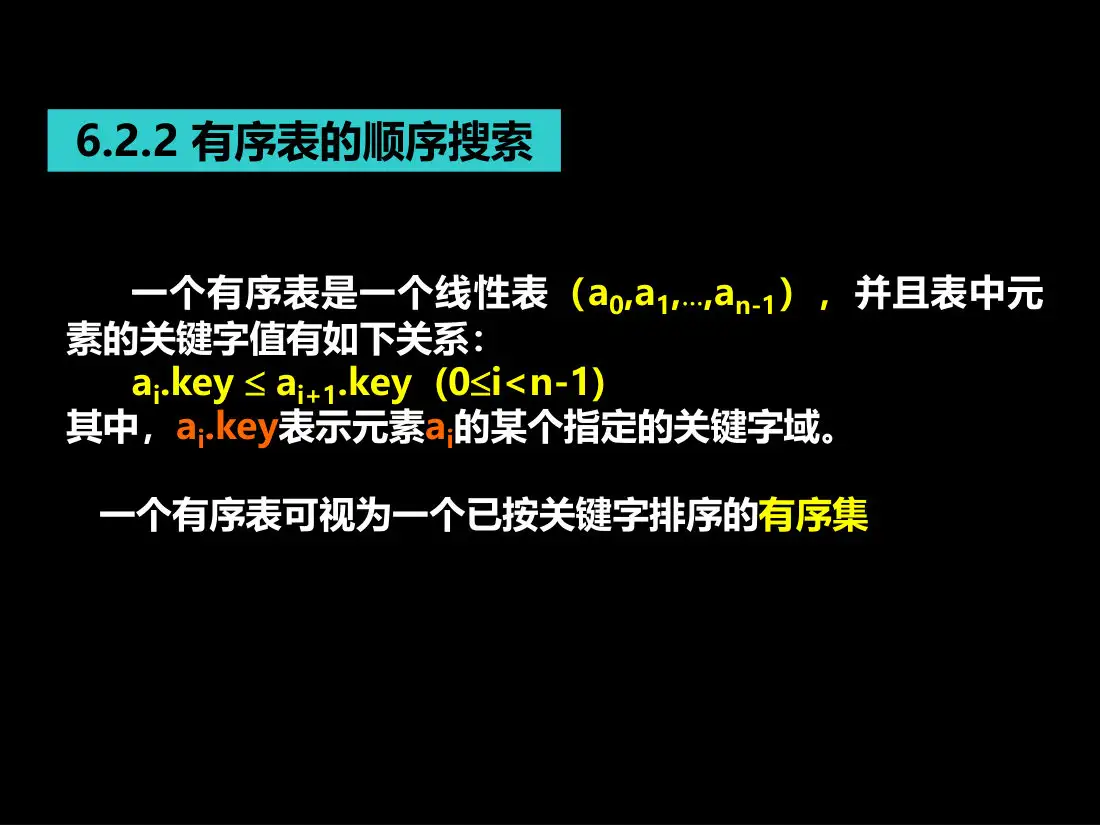 6.2.2 有序表的顺序搜索
一个有序表是一个线性表（a0,a1,…,an-1），并且表中元
素的关键字值有如下关系：
ai.key ≤ ai+1.key (0≤i<n-1)
其中，ai.key表示元素ai的某个指定的关键字域。
一个有序表可视为一个已按关键字排序的有序集